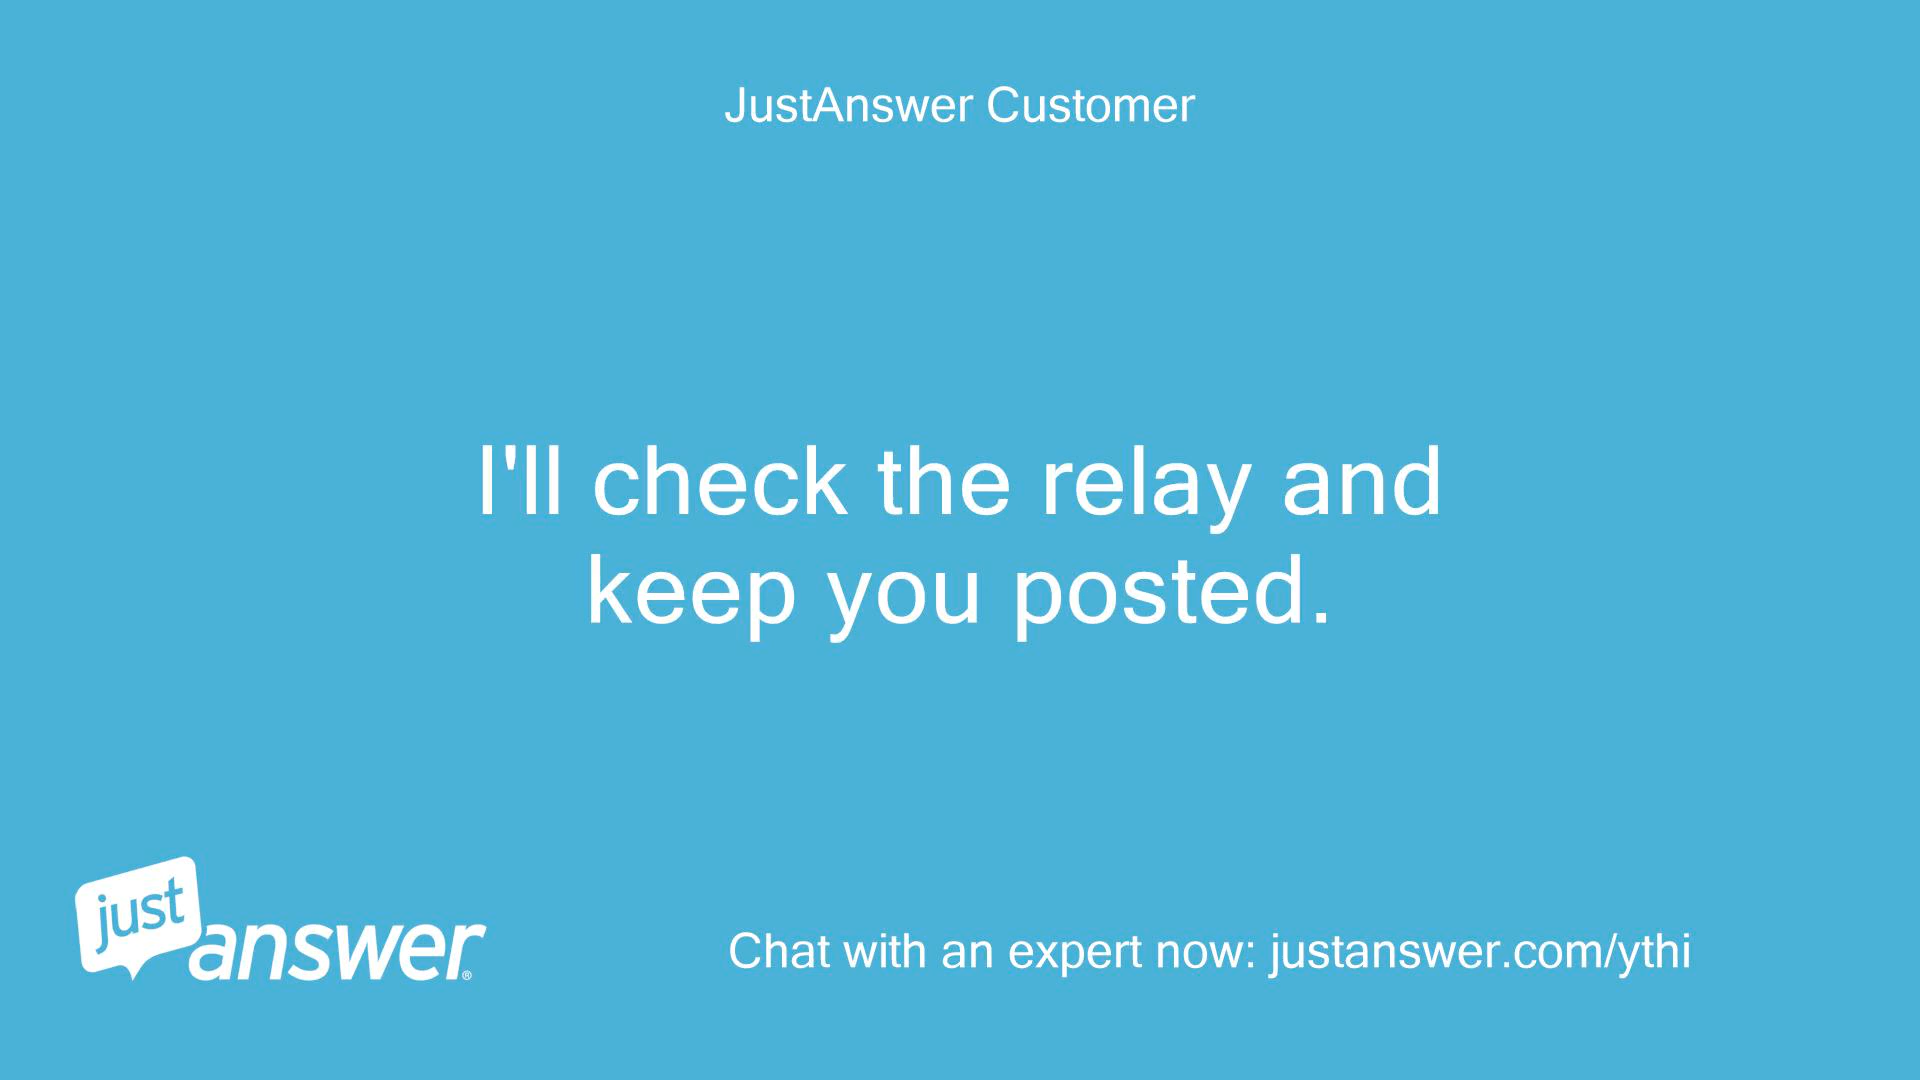 JustAnswer Customer
I'll check the relay and
keep you posted.
just
answer®
Chat with an expert now: justanswer.com/ythi